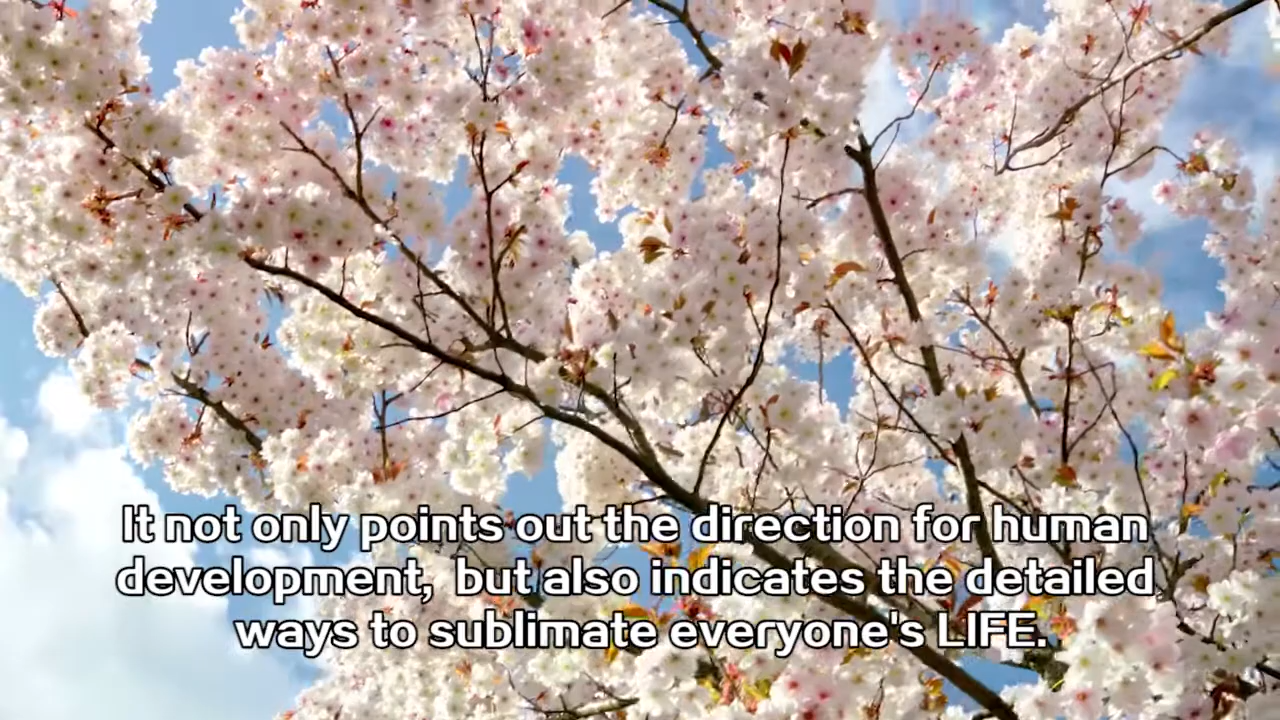 It not only points out the direction for human
development, but also indicates the detailed
ways to sublimate everyone's LIFE.